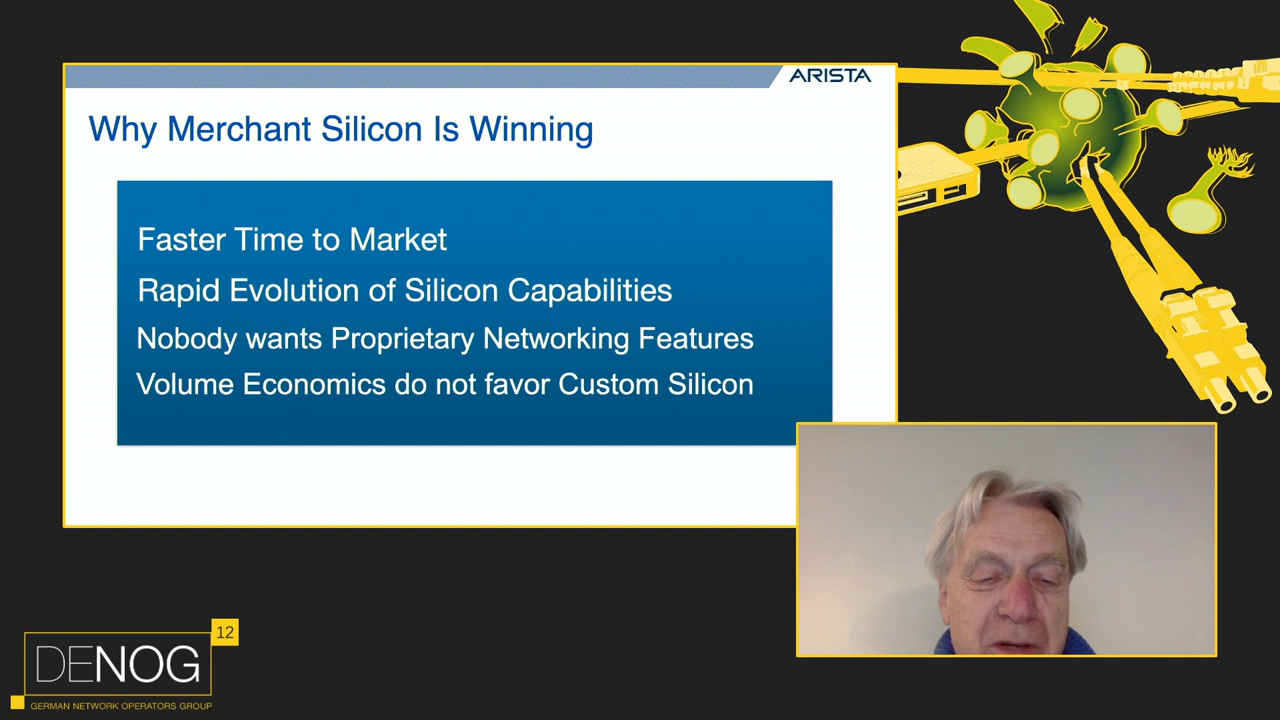 ARISTA
Why Merchant Silicon Is Winning
Faster Time to Market
Rapid Evolution of Silicon Capabilities
Nobody wants Proprietary Networking Features
Volume Economics do not favor Custom Silicon
12
DENOG
GERMAN NETWORK OPERATORS GROUP